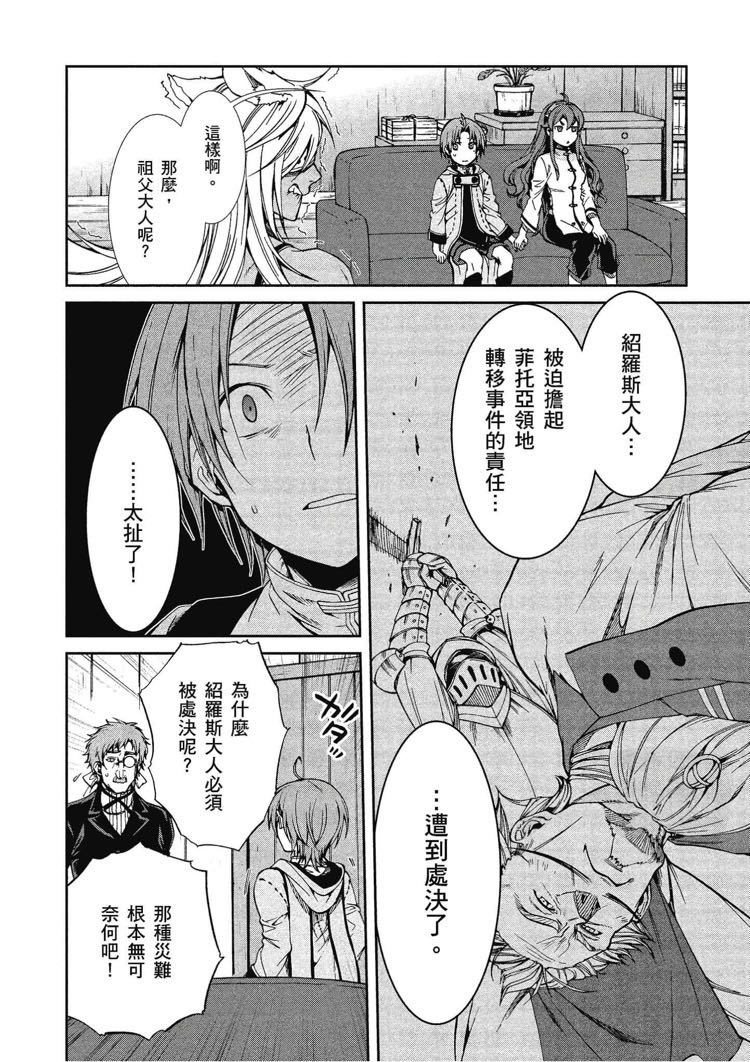 這樣啊。
那麼，
祖父大人呢？
紹羅斯大人…
被迫擔起
菲托亞領地
轉移事件的責任…
…遭到處決了。
……太扯了！
ガタッ
為什麼
紹羅斯大人必須
被處決呢？
那種災難
根本無可
奈何吧！